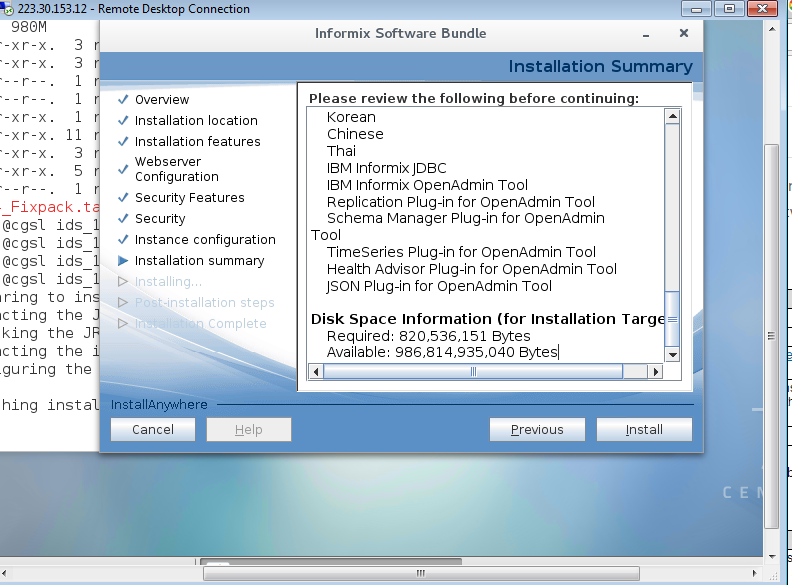 223.30.153.12 - Remote Desktop Connection
980M
r-xr-x. 3 r
r-xr-x. 3 r
r--r--. 1 r
r--r--. 1 r
r-xr-x. 1 r
r-xr-x. 11 r
r-xr-x. 3 r
r-xr-x. 5 r
r--r--. 1 r
_Fixpack.ta
@cgsl ids_1
@cgsl ids_1
@cgsl ids_1
@cgsl ids_1
aring to ins
acting the J
king the JR
acting the i
iguring the
hing instal
Informix Software Bundle
Installation Summary
Overview
Installation location
Installation features
Webserver
Configuration
Security Features
Security
Instance configuration
Installation summary
Installing...
Post-installation steps
Installation Complete
Please review the following before continuing:
Korean
Chinese
Thai
IBM Informix JDBC
IBM Informix OpenAdmin Tool
Replication Plug-in for OpenAdmin Tool
Schema Manager Plug-in for OpenAdmin
Tool
TimeSeries Plug-in for OpenAdmin Tool
Health Advisor Plug-in for OpenAdmin Tool
JSON Plug-in for OpenAdmin Tool
Disk Space Information (for Installation Targe
Required: 820,536,151 Bytes
Available: 986,814,935,040 Bytes
InstallAnywhere
Cancel
Help
Previous
Install
CEN